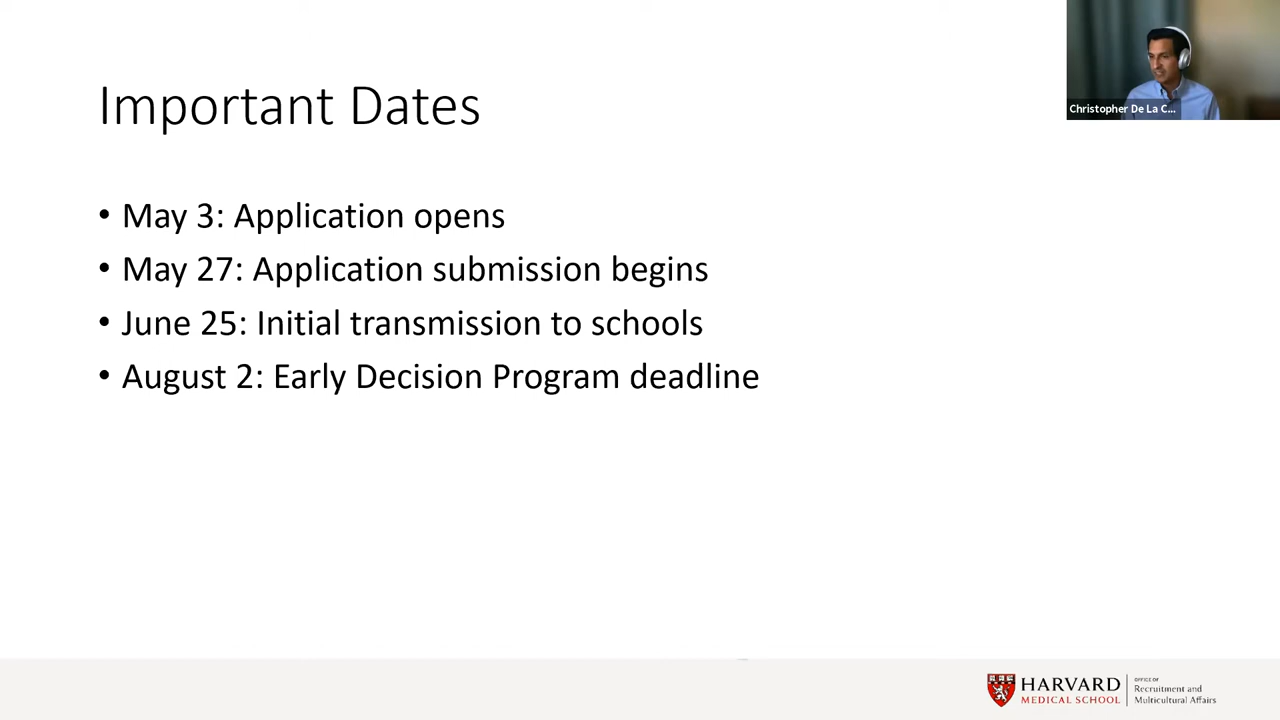 Important Dates
Christopher De La C...
• May 3: Application opens
• May 27: Application submission begins
• June 25: Initial transmission to schools
• August 2: Early Decision Program deadline
HARVARD
MEDICAL SCHOOL
OFFICE OF
Recruitment and
Multicultural Affairs